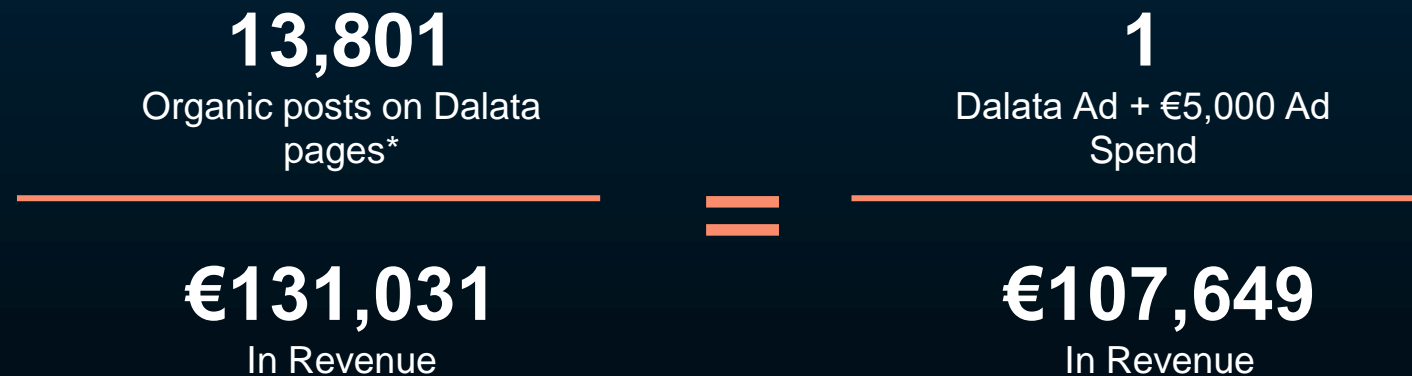 13,801
Organic posts on Dalata
pages*
€131,031
In Revenue
=
1
Dalata Ad + €5,000 Ad
Spend
€107,649
In Revenue